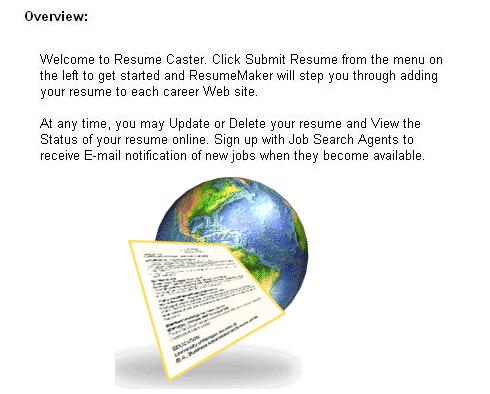 Overview:
Welcome to Resume Caster. Click Submit Resume from the menu on
the left to get started and ResumeMaker will step you through adding
your resume to each career Web site.
At any time, you may Update or Delete your resume and View the
Status of your resume online. Sign up with Job Search Agents to
receive E-mail notification of new jobs when they become available.
EDUCATION